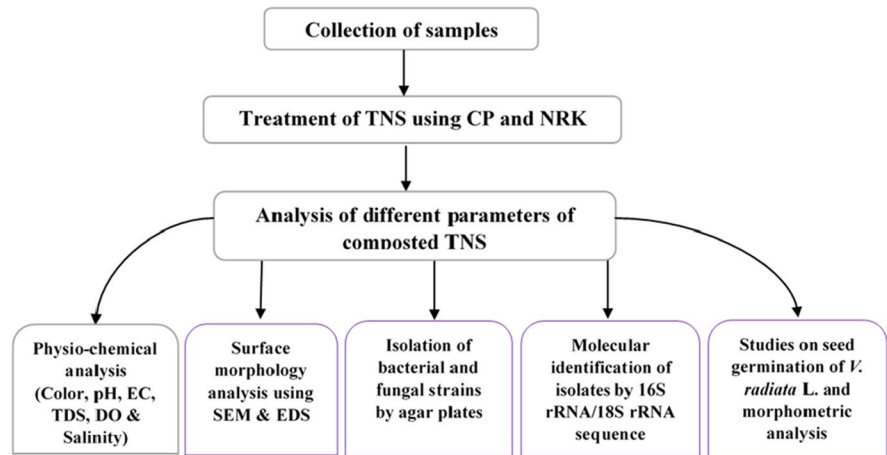 Collection of samples
Treatment of TNS using CP and NRK
Analysis of different parameters of
composted TNS
Physio-chemical
analysis
(Color, pH, EC,
TDS, DO &
Salinity)
Surface
morphology
analysis using
SEM & EDS
Isolation of
bacterial and
fungal strains
by agar plates
Molecular
identification of
isolates by 16S
rRNA/18S rRNA
sequence
Studies on seed
germination of V.
radiata L. and
morphometric
analysis